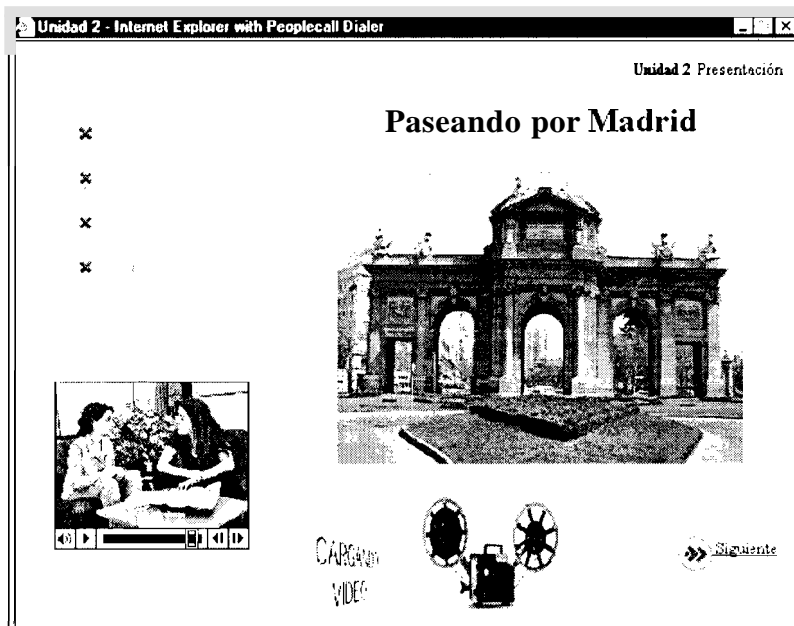 Unidad 2 - Internet Explorer with Peoplecall Dialer
Unidad 2 Presentación
Paseando por Madrid
CARGANDO
VIDEO
Siguiente